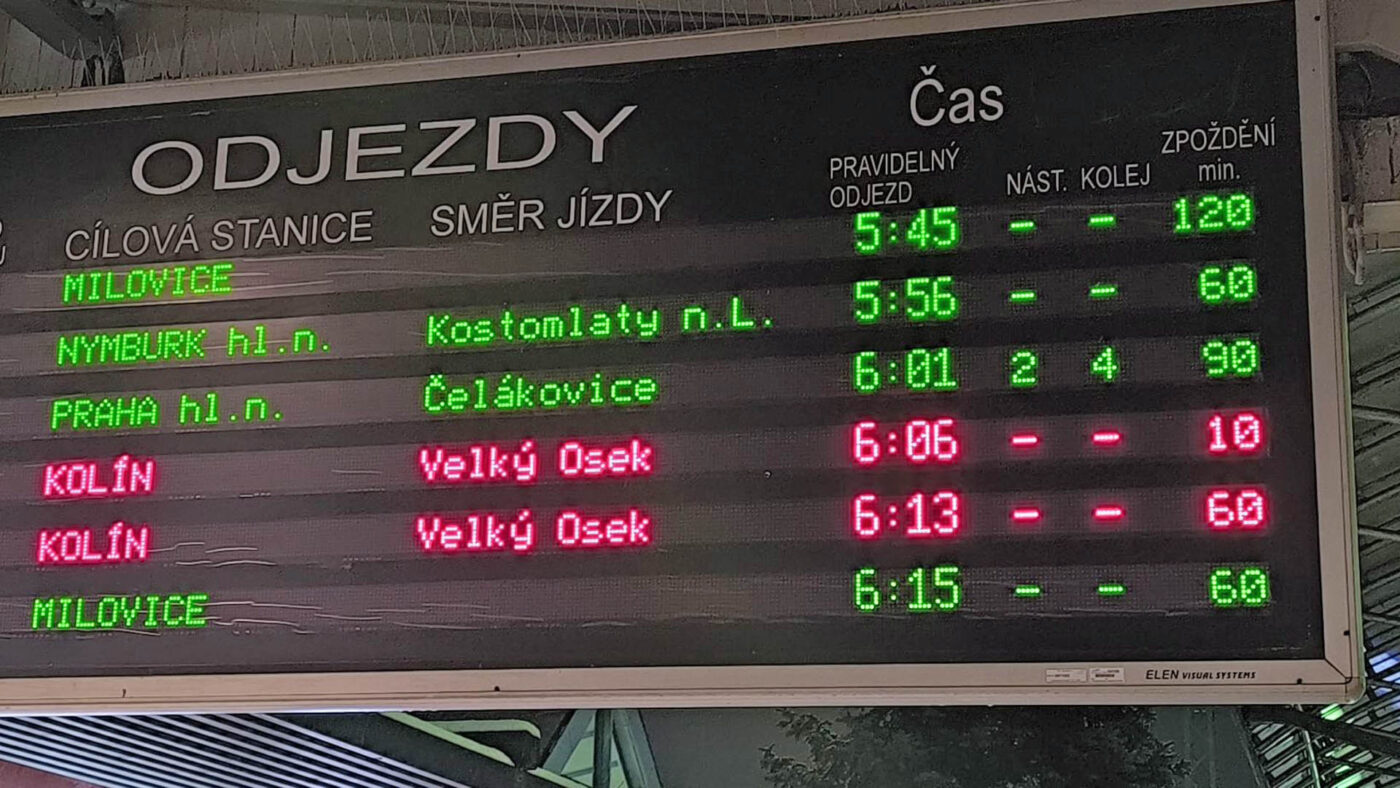 ODJEZDY Čas
CÍLOVÁ STANICE SMĚR JÍZDY PRAVIDELNÝ ODJEZD NÁST. KOLEJ ZPOŽDĚNÍ min.
MILOVICE 5:45 - - 120
NYMBURK hl.n. Kostomlaty n.L. 5:56 - - 60
PRAHA hl.n. Čelákovice 6:01 2 4 90
KOLÍN Velký Osek 6:06 - - 10
KOLÍN Velký Osek 6:13 - - 60
MILOVICE 6:15 - - 60
ELEN VISUAL SYSTEMS